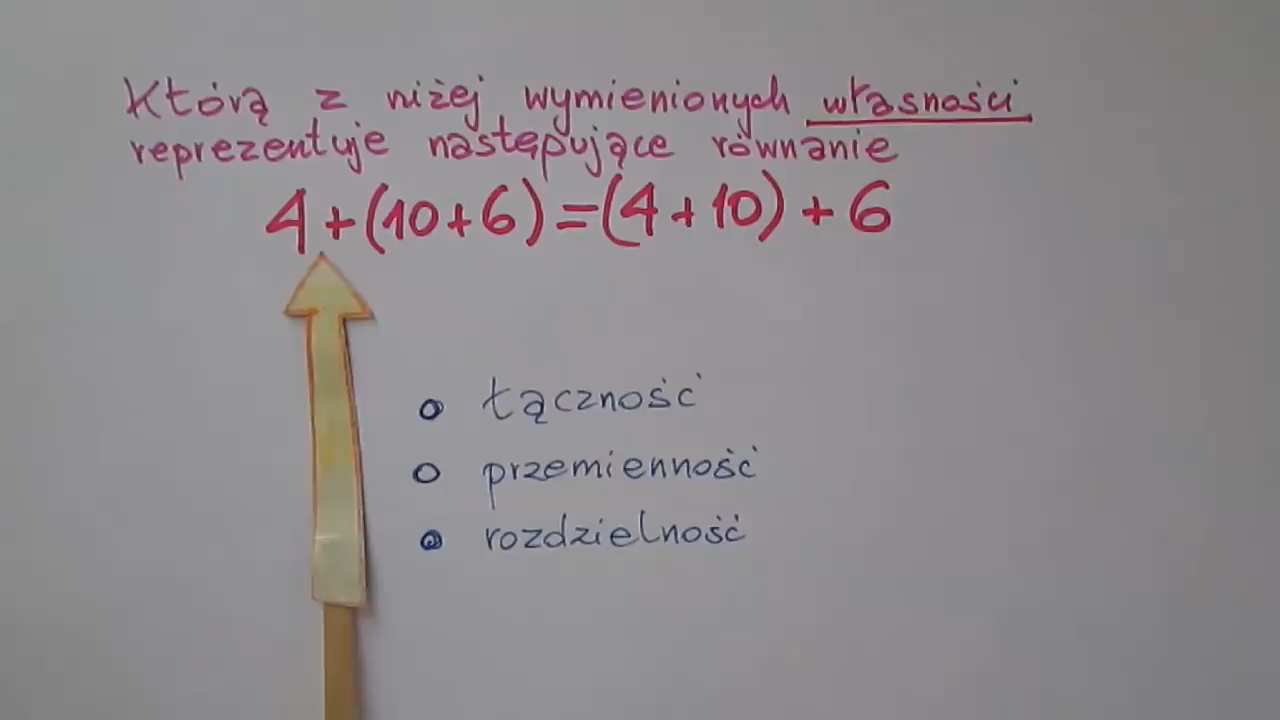 Którą z niżej wymienionych własności
reprezentuje następujące równanie
4+(10+6)=(4+10)+6
łączność
przemienność
rozdzielność